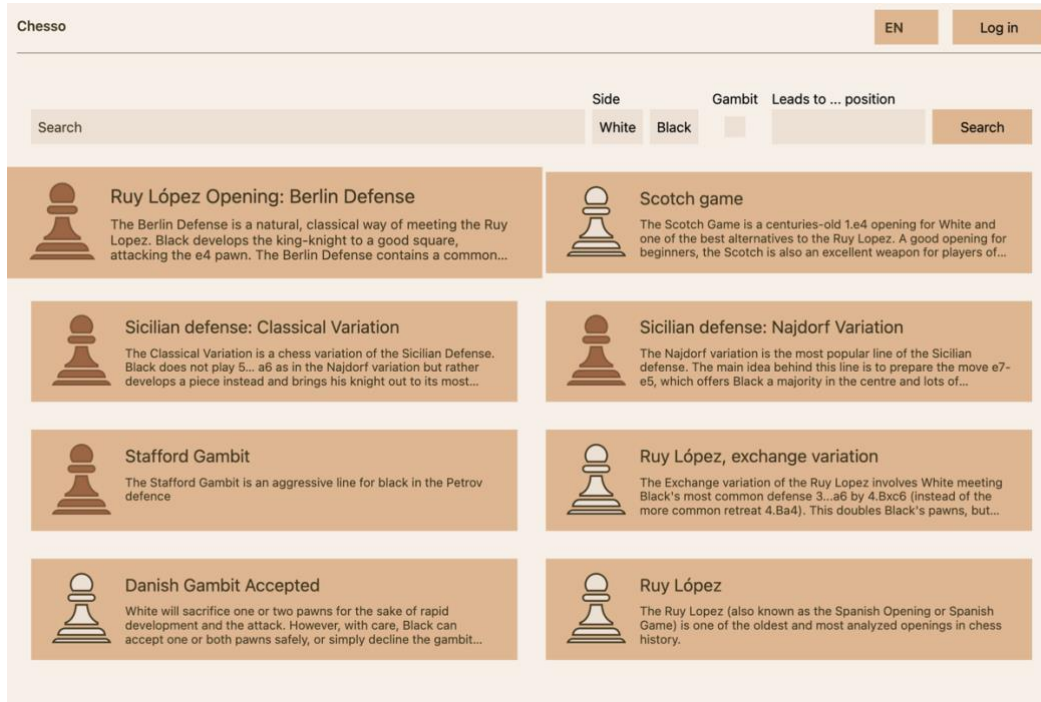 Chesso
EN
Log in
Side
Gambit
Leads to ... position
Search
White
Black
Search
Ruy López Opening: Berlin Defense
The Berlin Defense is a natural, classical way of meeting the Ruy
Lopez. Black develops the king-knight to a good square,
attacking the e4 pawn. The Berlin Defense contains a common...
Scotch game
The Scotch Game is a centuries-old 1.e4 opening for White and
one of the best alternatives to the Ruy Lopez. A good opening for
beginners, the Scotch is also an excellent weapon for players of...
Sicilian defense: Classical Variation
The Classical Variation is a chess variation of the Sicilian Defense.
Black does not play 5... a6 as in the Najdorf variation but rather
develops a piece instead and brings his knight out to its most...
Sicilian defense: Najdorf Variation
The Najdorf variation is the most popular line of the Sicilian
defense. The main idea behind this line is to prepare the move e7-
e5, which offers Black a majority in the centre and lots of...
Stafford Gambit
The Stafford Gambit is an aggressive line for black in the Petrov
defence
Ruy López, exchange variation
The Exchange variation of the Ruy Lopez involves White meeting
Black's most common defense 3...a6 by 4.Bxc6 (instead of the
more common retreat 4.Ba4). This doubles Black's pawns, but...
Danish Gambit Accepted
White will sacrifice one or two pawns for the sake of rapid
development and the attack. However, with care, Black can
accept one or both pawns safely, or simply decline the gambit...
Ruy López
The Ruy Lopez (also known as the Spanish Opening or Spanish
Game) is one of the oldest and most analyzed openings in chess
history.